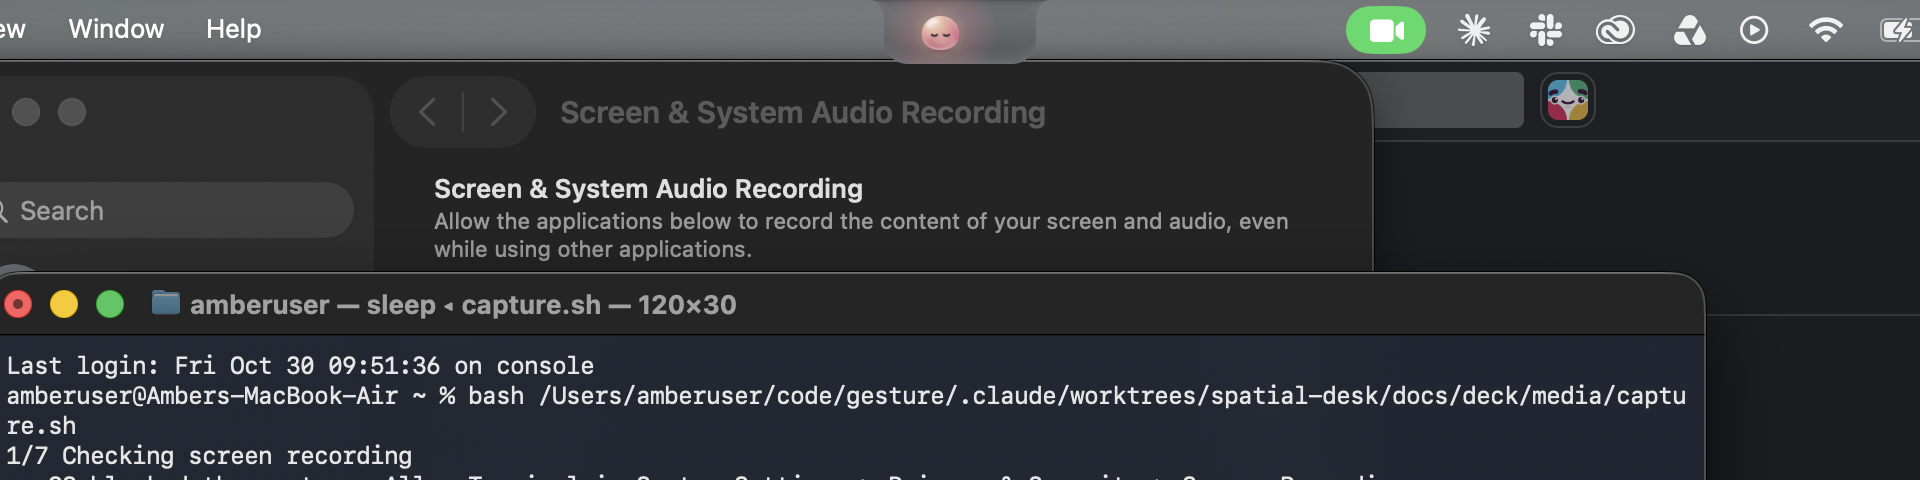 Window Help
Screen & System Audio Recording
Search
Screen & System Audio Recording
Allow the applications below to record the content of your screen and audio, even
while using other applications.
amberuser — sleep ◂ capture.sh — 120×30
Last login: Fri Oct 30 09:51:36 on console
amberuser@Ambers-MacBook-Air ~ % bash /Users/amberuser/code/gesture/.claude/worktrees/spatial-desk/docs/deck/media/captu
re.sh
1/7 Checking screen recording